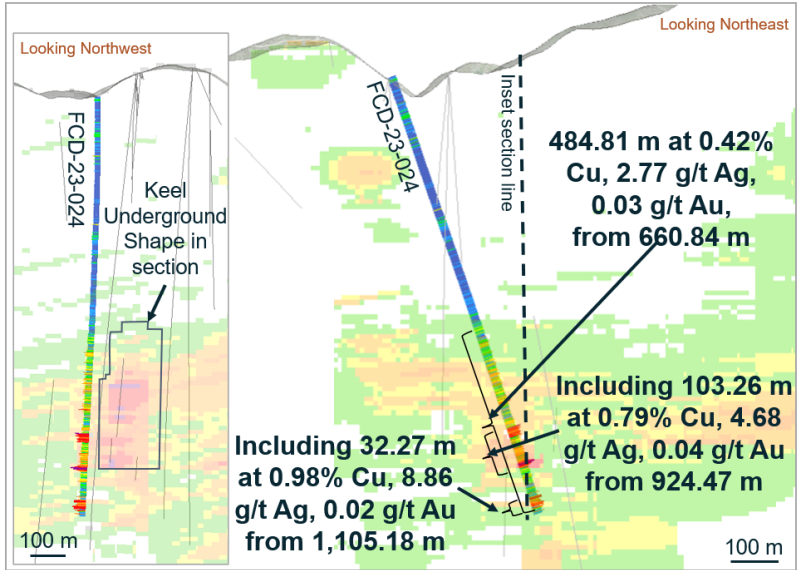 Looking Northwest
FCD-23-024
Keel
Underground
Shape in
section
100 m
Looking Northeast
FCD-23-024
Inset section line
484.81 m at 0.42%
Cu, 2.77 g/t Ag,
0.03 g/t Au,
from 660.84 m
Including 103.26 m
at 0.79% Cu, 4.68
g/t Ag, 0.04 g/t Au
from 924.47 m
Including 32.27 m
at 0.98% Cu, 8.86
g/t Ag, 0.02 g/t Au
from 1,105.18 m
100 m